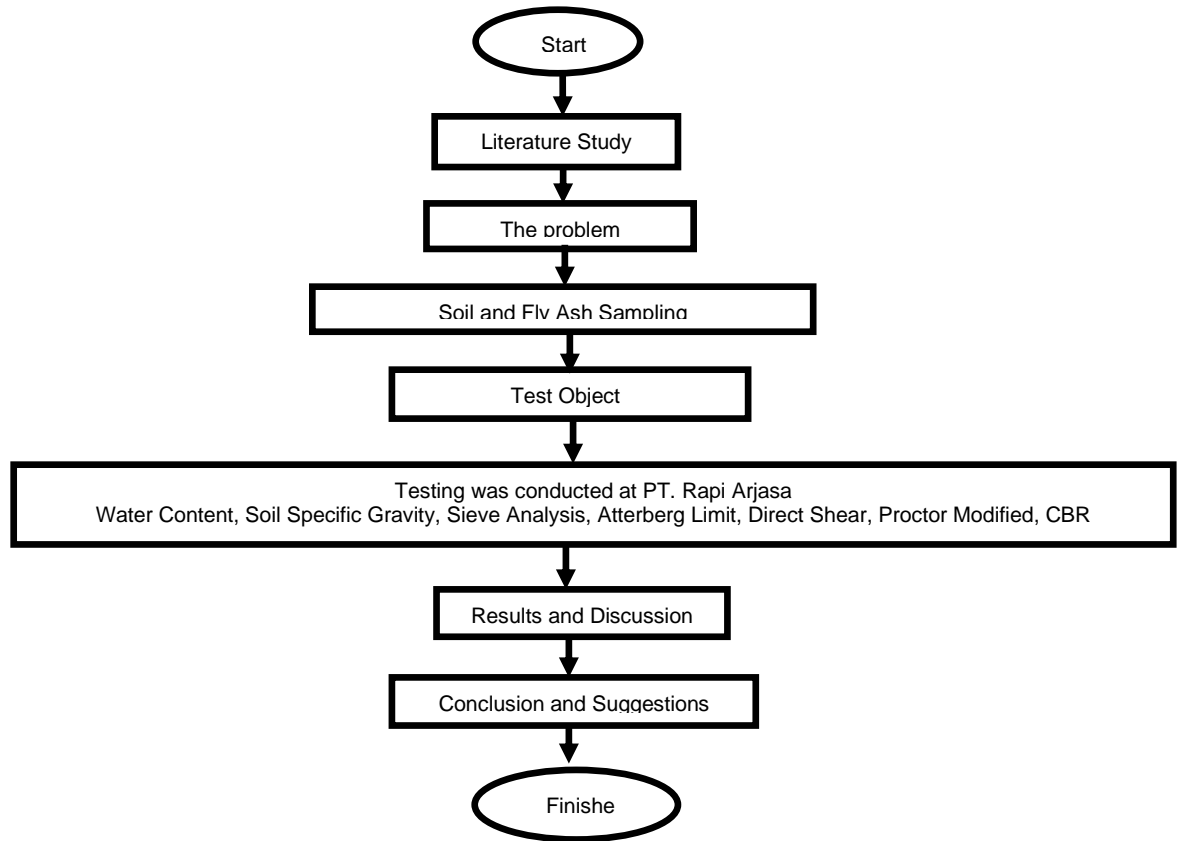 Start
Literature Study
The problem
Soil and Fly Ash Sampling
Test Object
Testing was conducted at PT. Rapi Arjasa
Water Content, Soil Specific Gravity, Sieve Analysis, Atterberg Limit, Direct Shear, Proctor Modified, CBR
Results and Discussion
Conclusion and Suggestions
Finishe